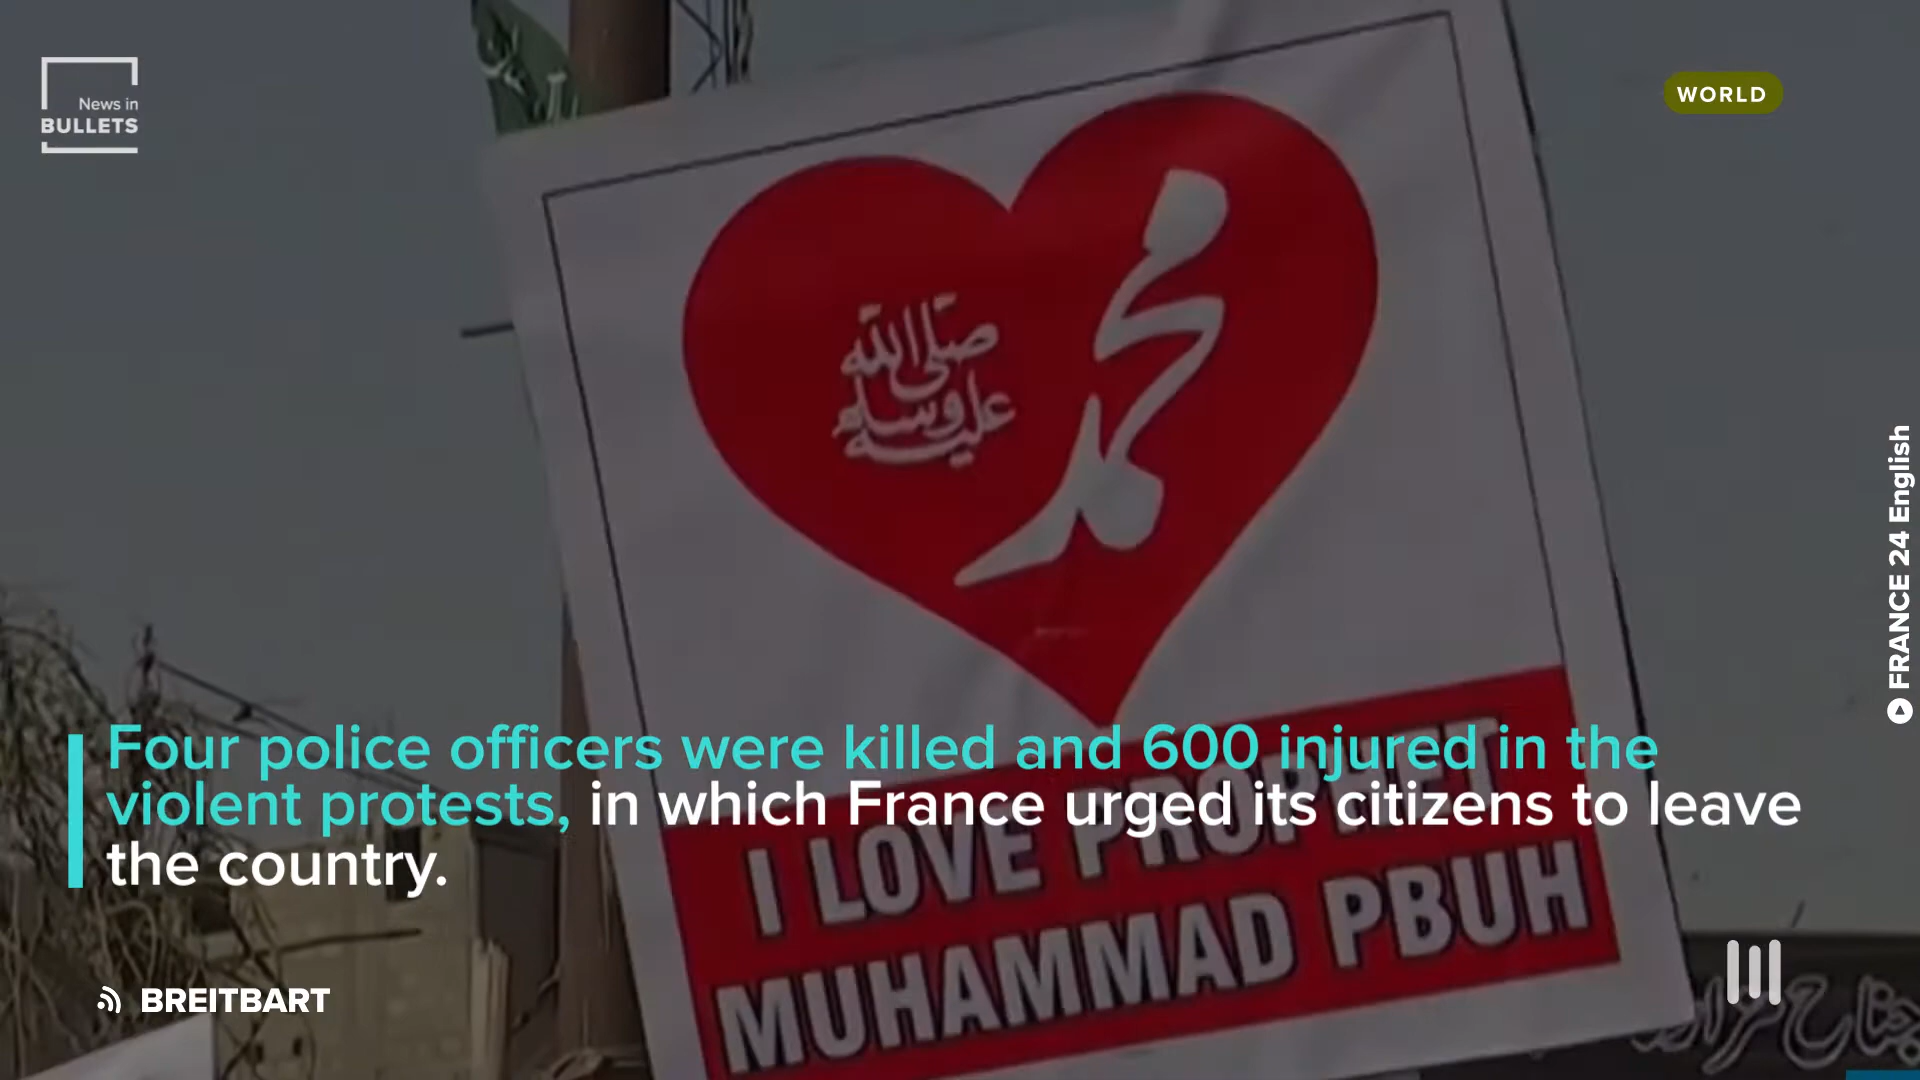 News in
BULLETS
WORLD
محمد
صلى الله
عليه وسلم
FRANCE 24 English
Four police officers were killed and 600 injured in the
violent protests, in which France urged its citizens to leave
the country.
I LOVE PROPHET
MUHAMMAD PBUH
BREITBART
جناح